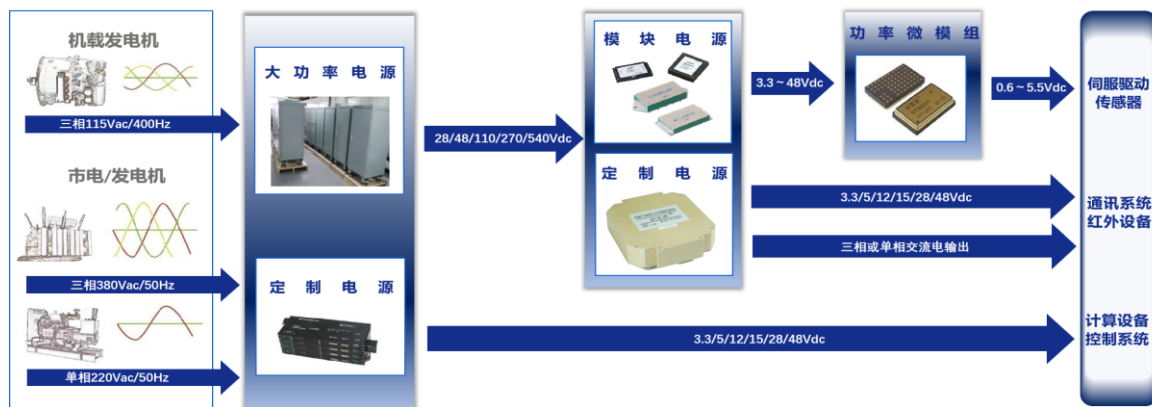 机载发电机
三相115Vac/400Hz
市电/发电机
三相380Vac/50Hz
单相220Vac/50Hz
大功率电源
定制电源
28/48/110/270/540Vdc
模块电源
定制电源
3.3~48Vdc
功率微模组
0.6~5.5Vdc
3.3/5/12/15/28/48Vdc
三相或单相交流电输出
3.3/5/12/15/28/48Vdc
伺服驱动
传感器
通讯系统
红外设备
计算设备
控制系统